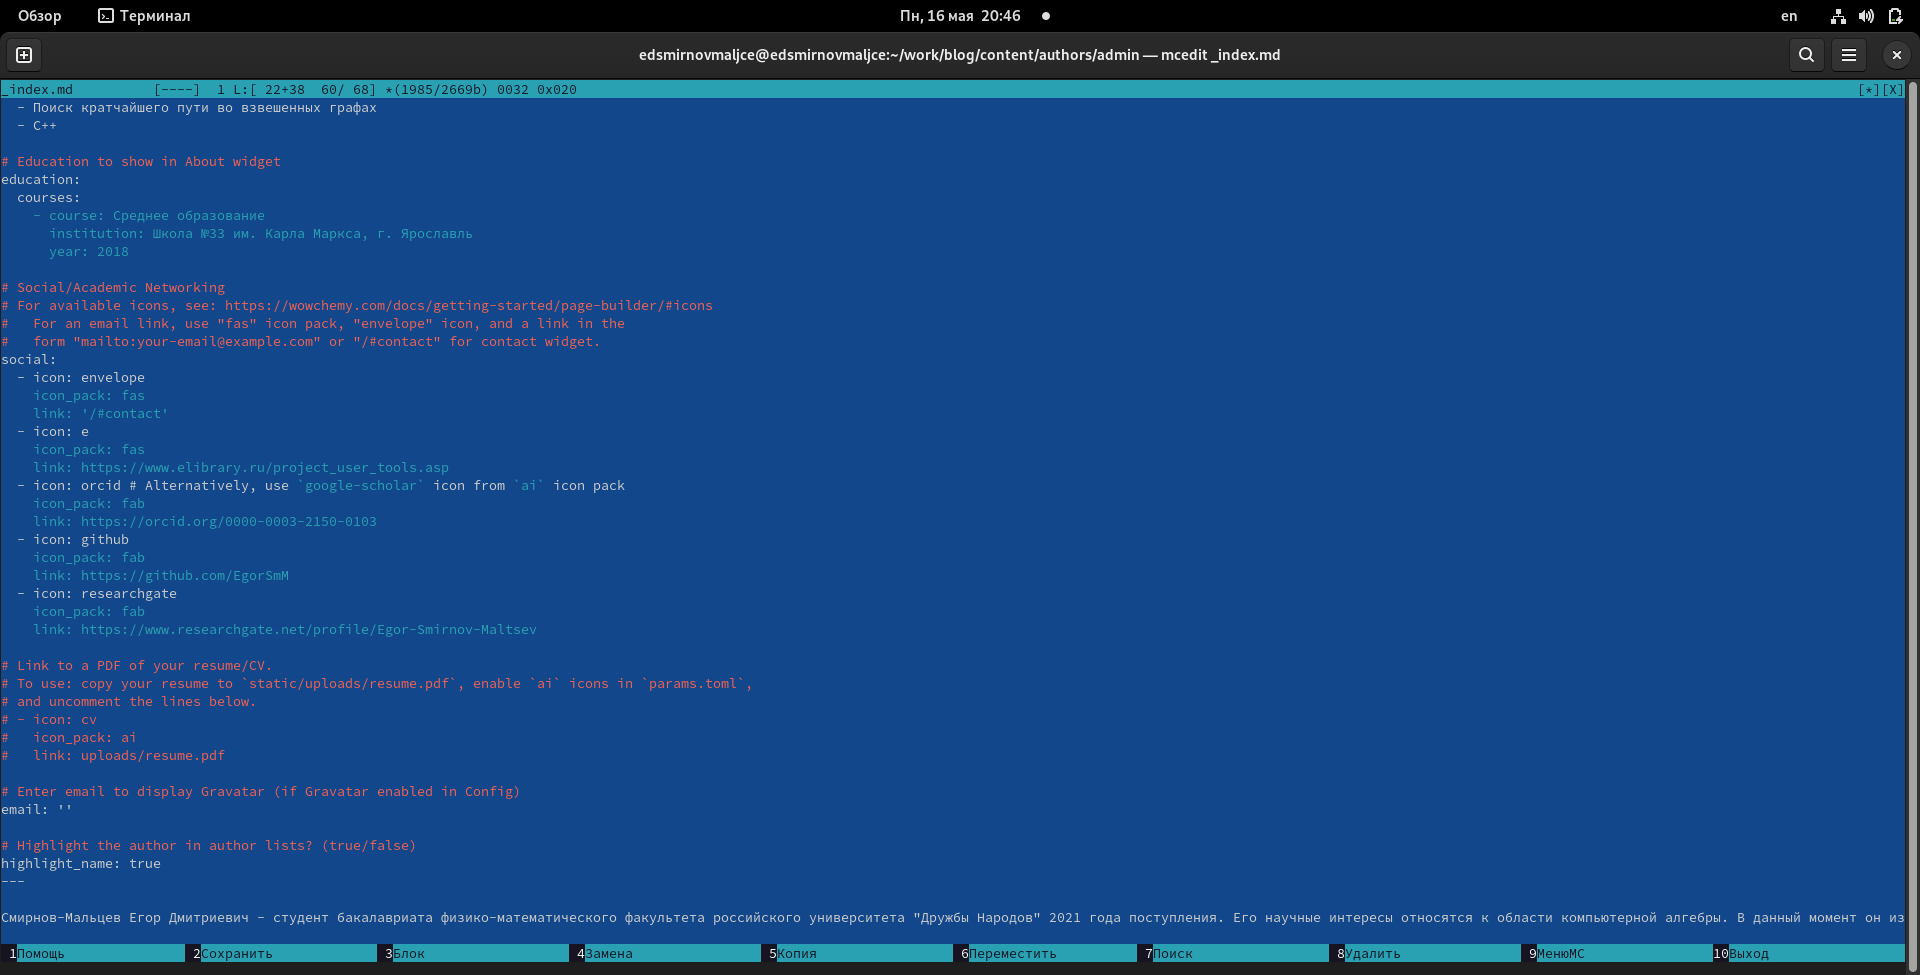 Обзор Терминал Пн, 16 мая 20:46 en
edsmirnovmaljce@edsmirnovmaljce:~/work/blog/content/authors/admin — mcedit _index.md
_index.md [----] 1 L:[ 22+38 60/ 68] *(1985/2669b) 0032 0x020 [*][X]
- Поиск кратчайшего пути во взвешенных графах
- C++
# Education to show in About widget
education:
courses:
- course: Среднее образование
institution: Школа №33 им. Карла Маркса, г. Ярославль
year: 2018
# Social/Academic Networking
# For available icons, see: https://wowchemy.com/docs/getting-started/page-builder/#icons
# For an email link, use "fas" icon pack, "envelope" icon, and a link in the
# form "mailto:your-email@example.com" or "/#contact" for contact widget.
social:
- icon: envelope
icon_pack: fas
link: '/#contact'
- icon: e
icon_pack: fas
link: https://www.elibrary.ru/project_user_tools.asp
- icon: orcid # Alternatively, use `google-scholar` icon from `ai` icon pack
icon_pack: fab
link: https://orcid.org/0000-0003-2150-0103
- icon: github
icon_pack: fab
link: https://github.com/EgorSmM
- icon: researchgate
icon_pack: fab
link: https://www.researchgate.net/profile/Egor-Smirnov-Maltsev
# Link to a PDF of your resume/CV.
# To use: copy your resume to `static/uploads/resume.pdf`, enable `ai` icons in `params.toml`,
# and uncomment the lines below.
# - icon: cv
# icon_pack: ai
# link: uploads/resume.pdf
# Enter email to display Gravatar (if Gravatar enabled in Config)
email: ''
# Highlight the author in author lists? (true/false)
highlight_name: true
---
Смирнов-Мальцев Егор Дмитриевич - студент бакалавриата физико-математического факультета российского университета "Дружбы Народов" 2021 года поступления. Его научные интересы относятся к области компьютерной алгебры. В данный момент он из
1Помощь 2Сохранить 3Блок 4Замена 5Копия 6Переместить 7Поиск 8Удалить 9МенюMC 10Выход